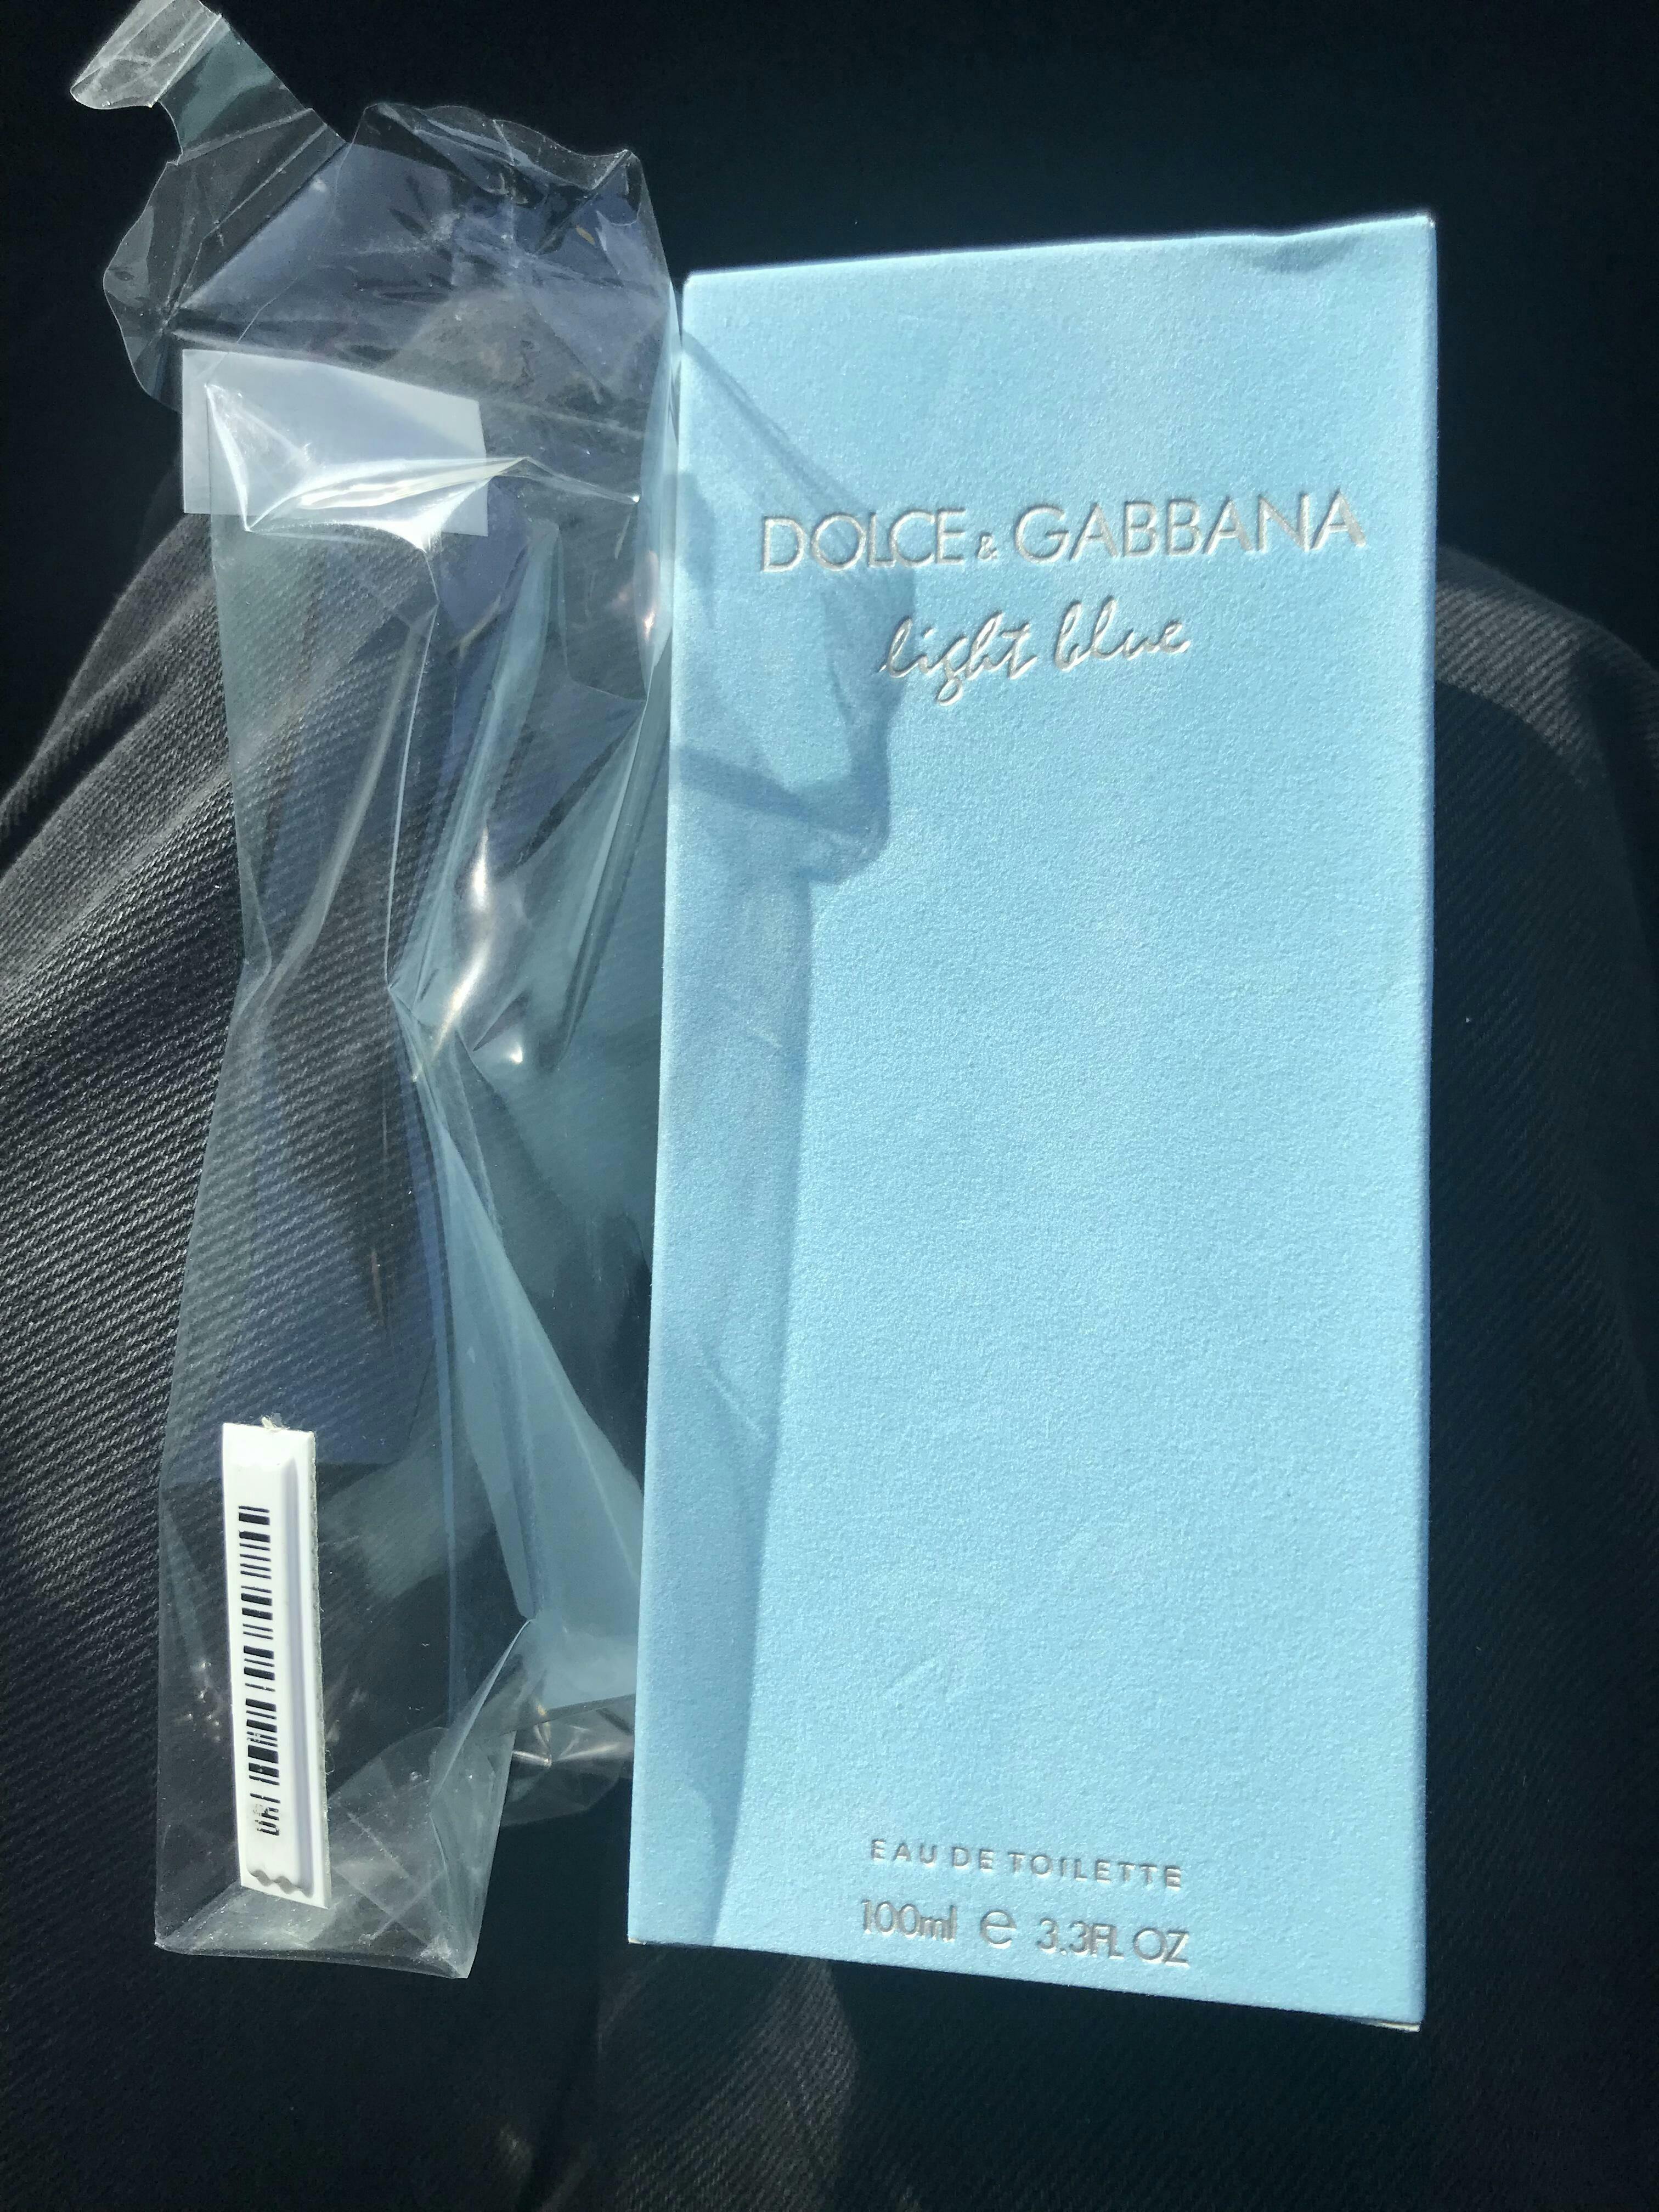 DOLCE & GABBANA
light blue
EAU DE TOILETTE
100ml e 3.3FL OZ